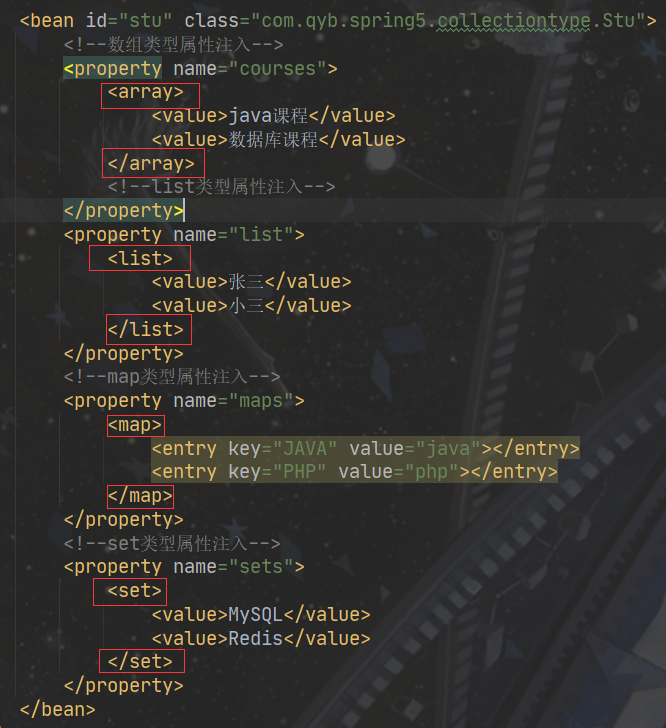 <bean id="stu" class="com.qyb.spring5.collectiontype.Stu">
<!--数组类型属性注入-->
<property name="courses">
<array>
<value>java课程</value>
<value>数据库课程</value>
</array>
<!--list类型属性注入-->
</property>
<property name="list">
<list>
<value>张三</value>
<value>小三</value>
</list>
</property>
<!--map类型属性注入-->
<property name="maps">
<map>
<entry key="JAVA" value="java"></entry>
<entry key="PHP" value="php"></entry>
</map>
</property>
<!--set类型属性注入-->
<property name="sets">
<set>
<value>MySQL</value>
<value>Redis</value>
</set>
</property>
</bean>